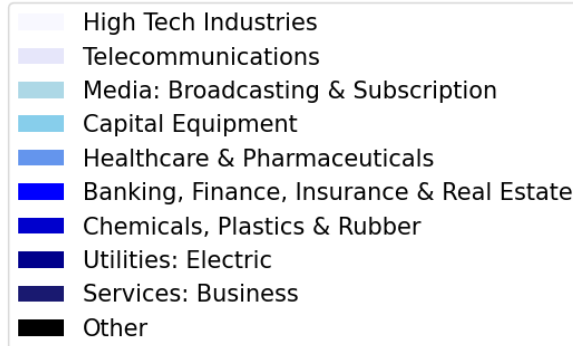 High Tech Industries
Telecommunications
Media: Broadcasting & Subscription
Capital Equipment
Healthcare & Pharmaceuticals
Banking, Finance, Insurance & Real Estate
Chemicals, Plastics & Rubber
Utilities: Electric
Services: Business
Other